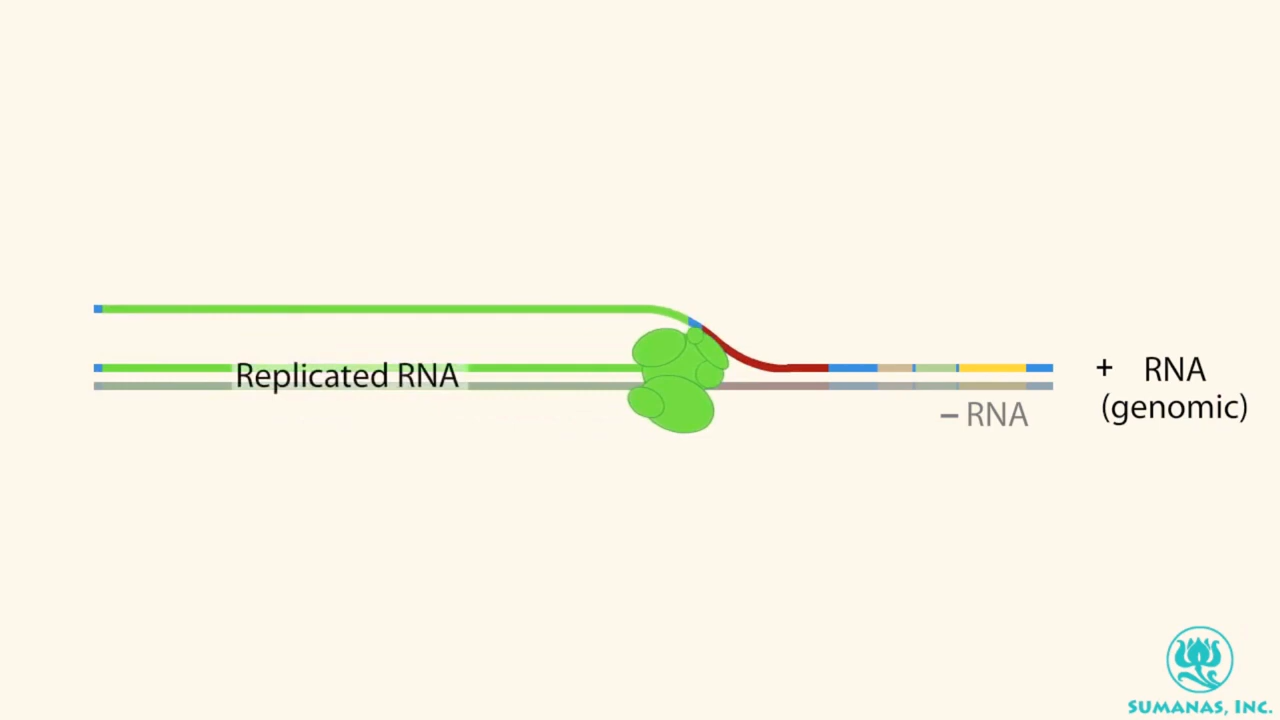 Replicated RNA
+ RNA
(genomic)
– RNA
SUMANAS, INC.